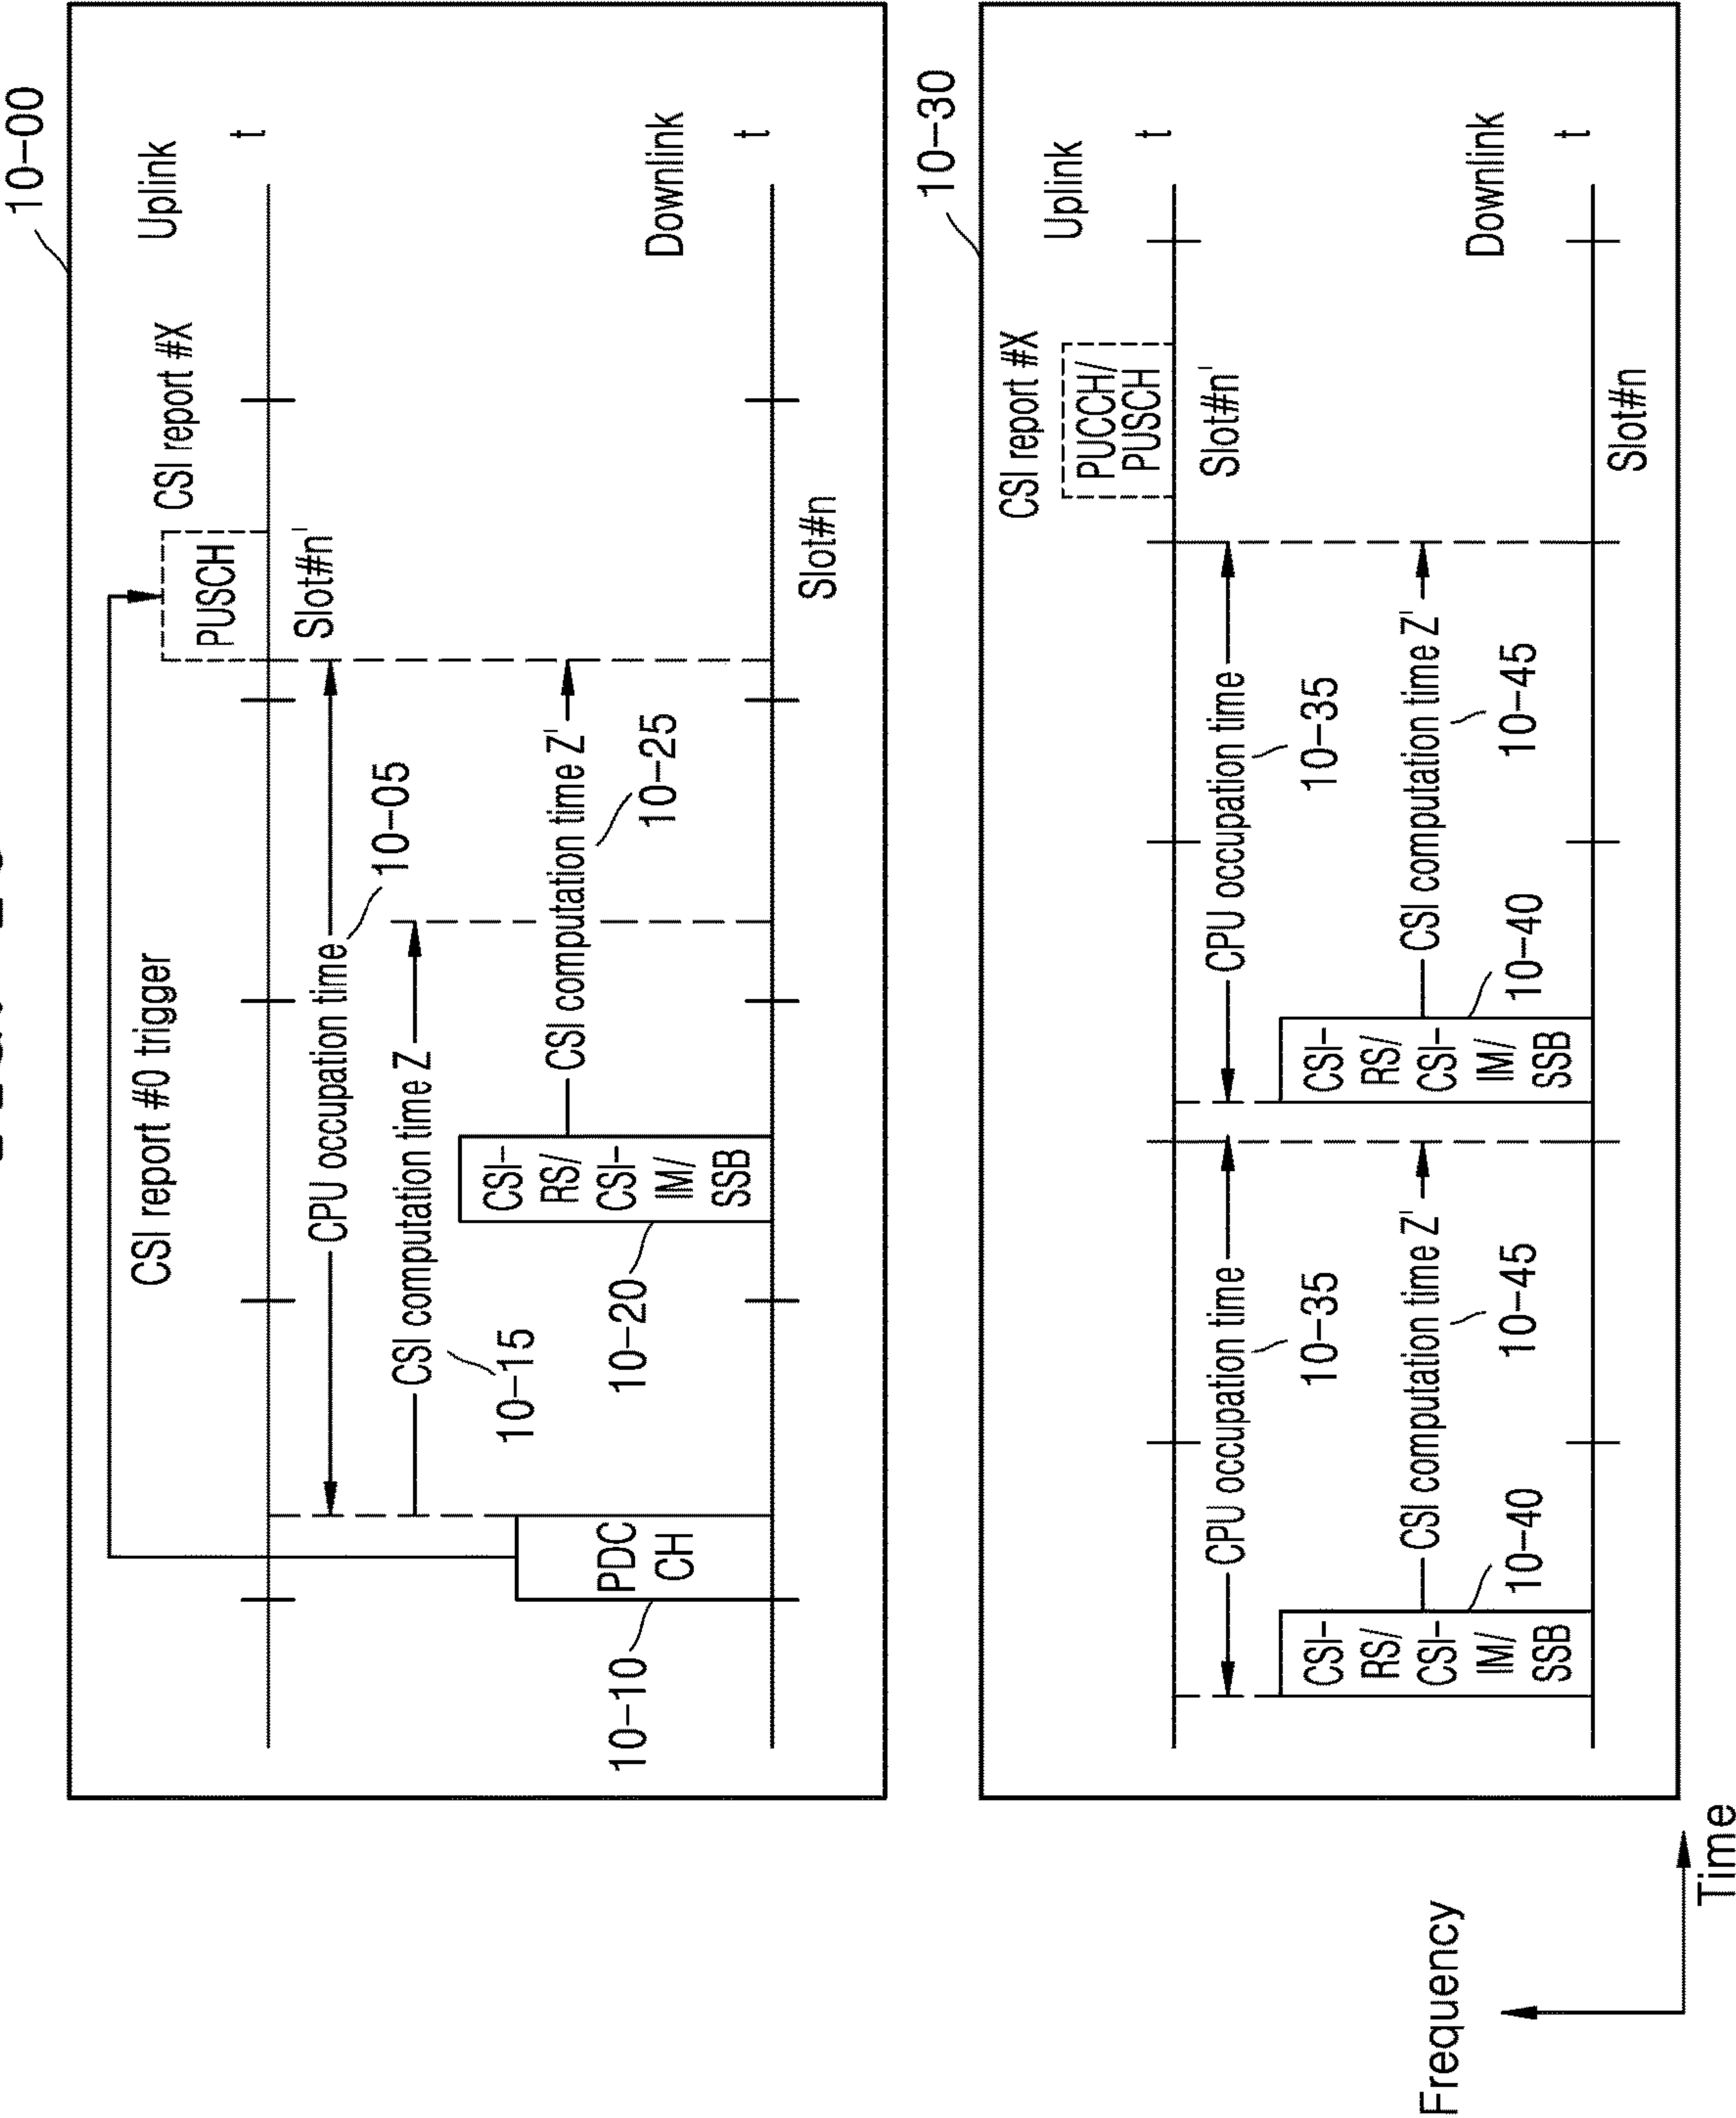 10-00
Uplink
t
CSI report #X
CSI report #0 trigger
PUSCH
Slot#n'
CPU occupation time
10-05
CSI computation time Z
10-15
CSI computation time Z'
10-25
PDC
CH
10-10
CSI-
RS/
CSI-
IM/
SSB
10-20
Downlink
t
Slot#n
10-30
Uplink
t
CSI report #X
PUCCH/
PUSCH
Slot#n'
CPU occupation time
10-35
CPU occupation time
10-35
CSI computation time Z'
10-45
CSI computation time Z'
10-45
CSI-
RS/
CSI-
IM/
SSB
10-40
CSI-
RS/
CSI-
IM/
SSB
10-40
Downlink
t
Slot#n
Frequency
Time